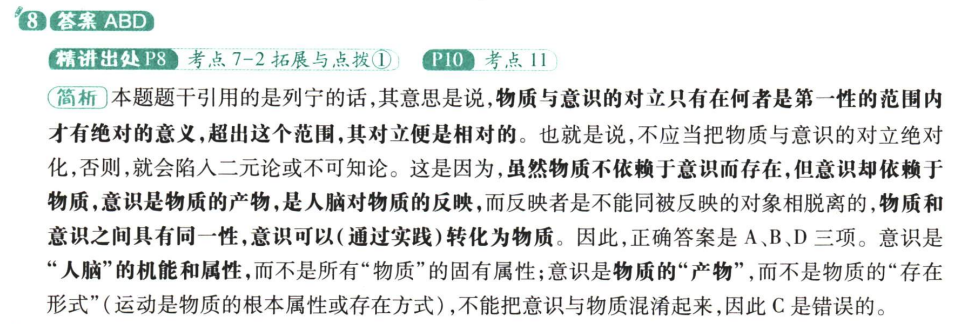 8 答案 ABD
精讲出处 P8 考点 7-2 拓展与点拨① P10 考点 11
简析 本题题干引用的是列宁的话,其意思是说,物质与意识的对立只有在何者是第一性的范围内
才有绝对的意义,超出这个范围,其对立便是相对的。也就是说,不应当把物质与意识的对立绝对
化,否则,就会陷入二元论或不可知论。这是因为,虽然物质不依赖于意识而存在,但意识却依赖于
物质,意识是物质的产物,是人脑对物质的反映,而反映者是不能同被反映的对象相脱离的,物质和
意识之间具有同一性,意识可以(通过实践)转化为物质。因此,正确答案是 A、B、D 三项。意识是
“人脑”的机能和属性,而不是所有“物质”的固有属性;意识是物质的“产物”,而不是物质的“存在
形式”(运动是物质的根本属性或存在方式),不能把意识与物质混淆起来,因此 C 是错误的。